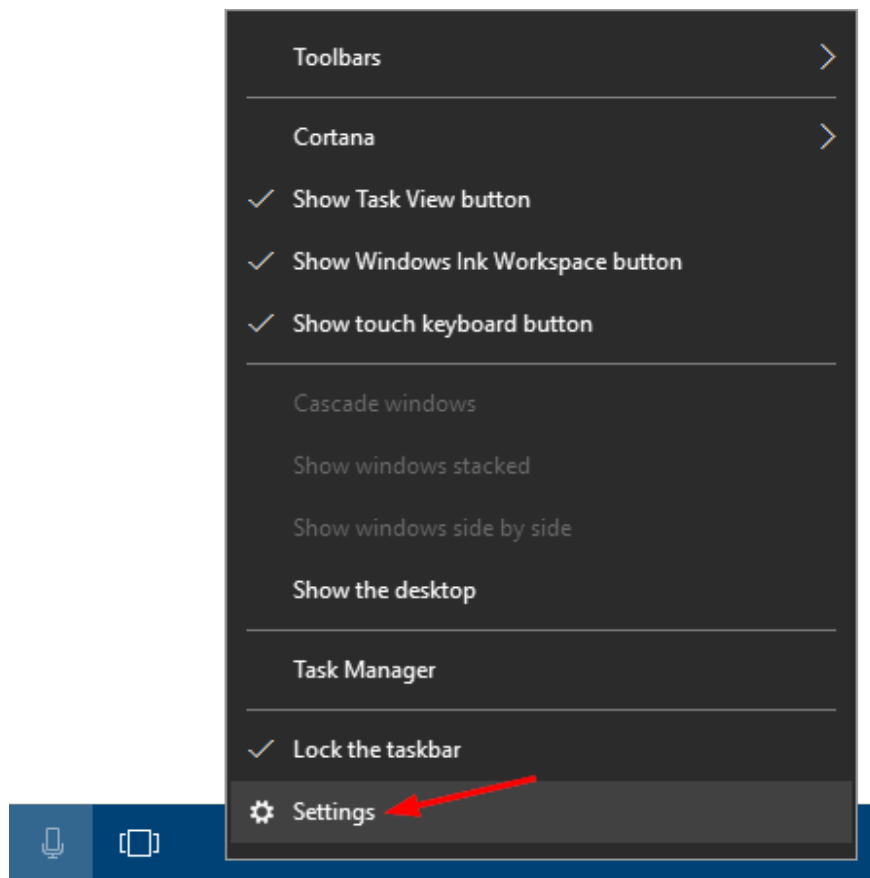 Toolbars
Cortana
Show Task View button
Show Windows Ink Workspace button
Show touch keyboard button
Cascade windows
Show windows stacked
Show windows side by side
Show the desktop
Task Manager
Lock the taskbar
Settings